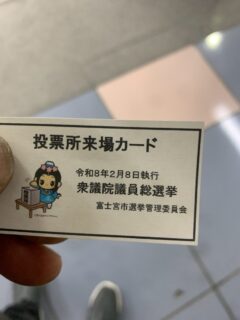 投票所来場カード
令和8年2月8日執行
衆議院議員総選挙
富士宮市選挙管理委員会